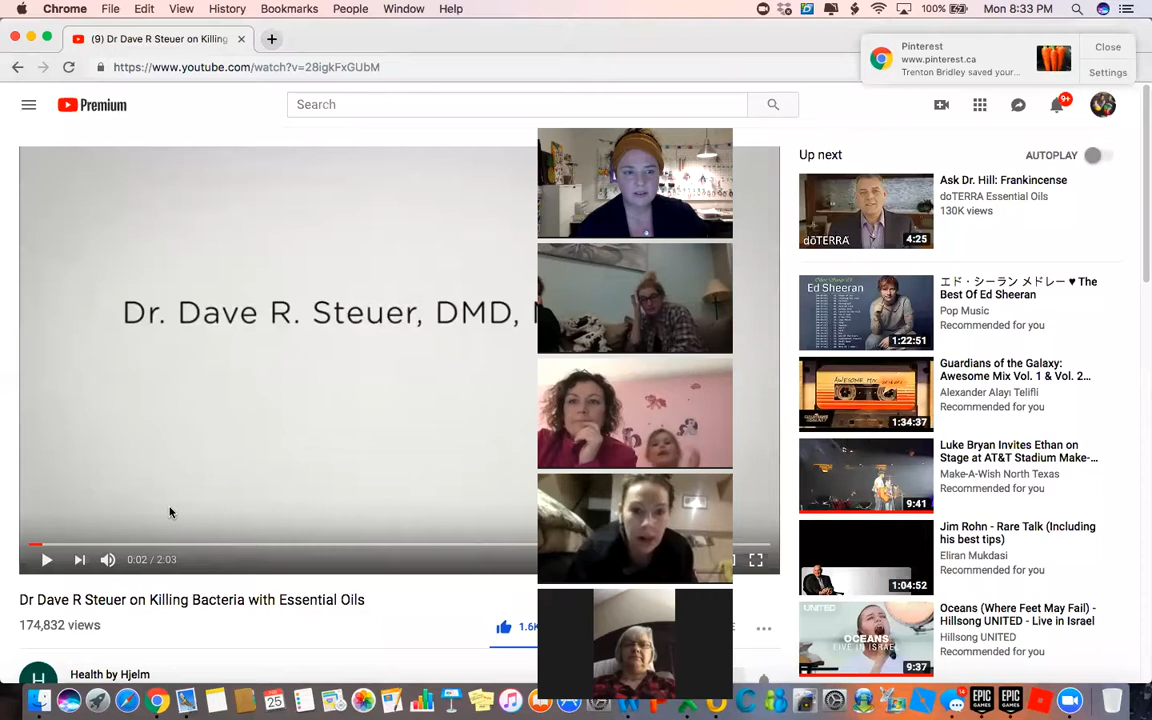 Chrome File Edit View History Bookmarks People Window Help
100% Mon 8:33 PM
(9) Dr Dave R Steuer on Killing
https://www.youtube.com/watch?v=28igkFxGUbM
Pinterest
www.pinterest.ca
Trenton Bridley saved your...
Close
Settings
Premium
Search
9+
Dr. Dave R. Steuer, DMD,
0:02 / 2:03
Dr Dave R Steuer on Killing Bacteria with Essential Oils
174,832 views
1.6K
H
Health by Hjelm
Up next
AUTOPLAY
dōTERRA
4:25
Ask Dr. Hill: Frankincense
doTERRA Essential Oils
130K views
Ed Sheeran
1:22:51
エド・シーラン メドレー ♥ The
Best Of Ed Sheeran
Pop Music
Recommended for you
AWESOME MIX
1:34:37
Guardians of the Galaxy:
Awesome Mix Vol. 1 & Vol. 2...
Alexander Alayı Telifli
Recommended for you
9:41
Luke Bryan Invites Ethan on
Stage at AT&T Stadium Make-...
Make-A-Wish North Texas
Recommended for you
1:04:52
Jim Rohn - Rare Talk (Including
his best tips)
Eliran Mukdasi
Recommended for you
UNITED
OCEANS
LIVE IN ISRAEL
9:37
Oceans (Where Feet May Fail) -
Hillsong UNITED - Live in Israel
Hillsong UNITED
Recommended for you
25
EPIC
GAMES
EPIC
GAMES